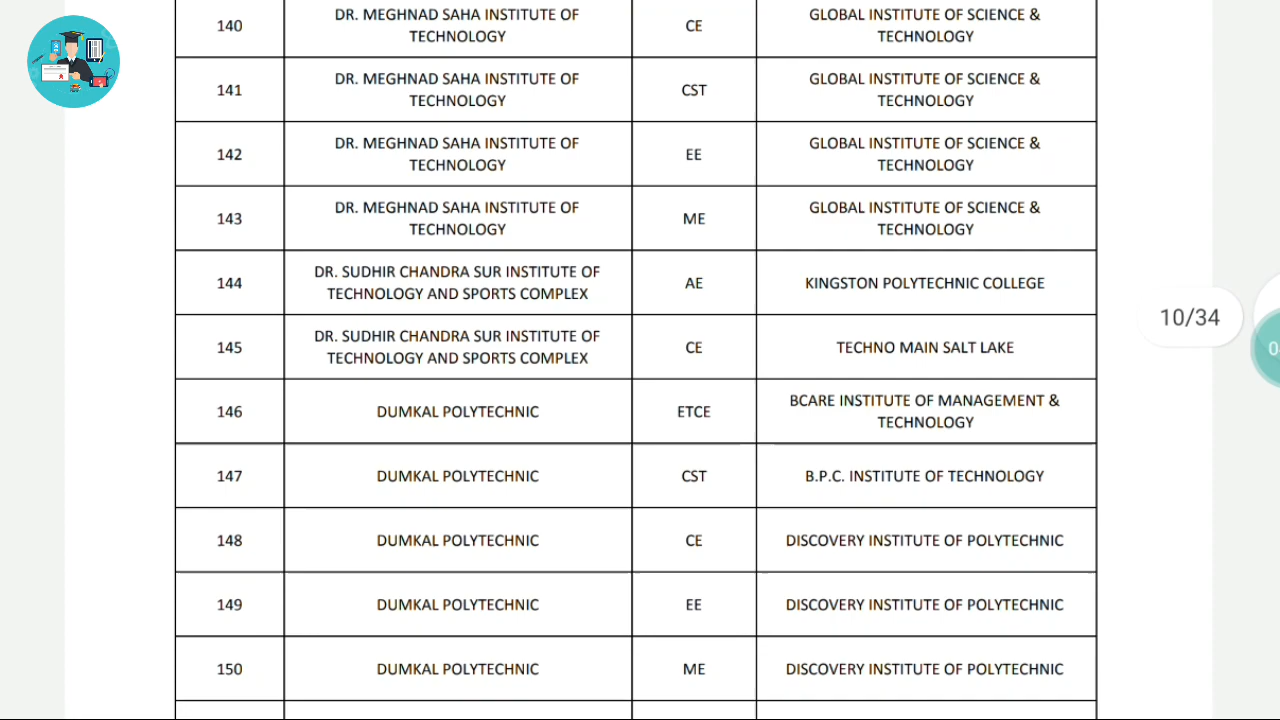 140
DR. MEGHNAD SAHA INSTITUTE OF
TECHNOLOGY
CE
GLOBAL INSTITUTE OF SCIENCE &
TECHNOLOGY
141
DR. MEGHNAD SAHA INSTITUTE OF
TECHNOLOGY
CST
GLOBAL INSTITUTE OF SCIENCE &
TECHNOLOGY
142
DR. MEGHNAD SAHA INSTITUTE OF
TECHNOLOGY
EE
GLOBAL INSTITUTE OF SCIENCE &
TECHNOLOGY
143
DR. MEGHNAD SAHA INSTITUTE OF
TECHNOLOGY
ME
GLOBAL INSTITUTE OF SCIENCE &
TECHNOLOGY
144
DR. SUDHIR CHANDRA SUR INSTITUTE OF
TECHNOLOGY AND SPORTS COMPLEX
AE
KINGSTON POLYTECHNIC COLLEGE
145
DR. SUDHIR CHANDRA SUR INSTITUTE OF
TECHNOLOGY AND SPORTS COMPLEX
CE
TECHNO MAIN SALT LAKE
10/34
146
DUMKAL POLYTECHNIC
ETCE
BCARE INSTITUTE OF MANAGEMENT &
TECHNOLOGY
147
DUMKAL POLYTECHNIC
CST
B.P.C. INSTITUTE OF TECHNOLOGY
148
DUMKAL POLYTECHNIC
CE
DISCOVERY INSTITUTE OF POLYTECHNIC
149
DUMKAL POLYTECHNIC
EE
DISCOVERY INSTITUTE OF POLYTECHNIC
150
DUMKAL POLYTECHNIC
ME
DISCOVERY INSTITUTE OF POLYTECHNIC